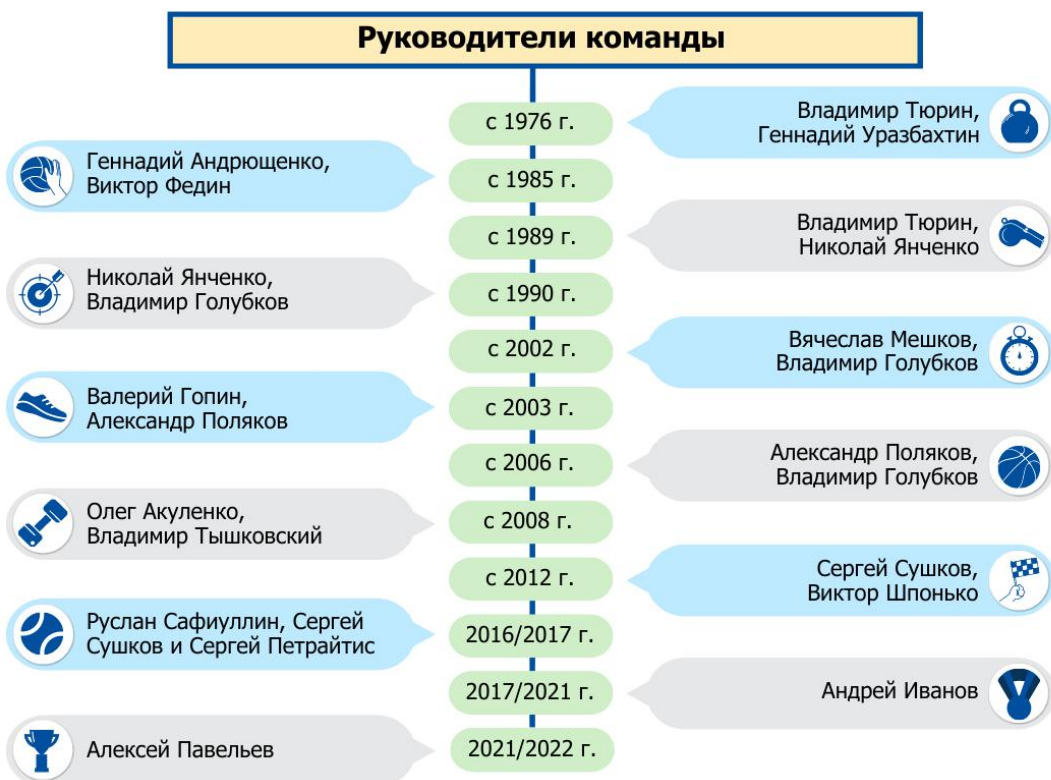 Руководители команды
с 1976 г.
Владимир Тюрин,
Геннадий Уразбахтин
Геннадий Андрющенко,
Виктор Федин
с 1985 г.
с 1989 г.
Владимир Тюрин,
Николай Янченко
Николай Янченко,
Владимир Голубков
с 1990 г.
с 2002 г.
Вячеслав Мешков,
Владимир Голубков
Валерий Гопин,
Александр Поляков
с 2003 г.
с 2006 г.
Александр Поляков,
Владимир Голубков
Олег Акуленко,
Владимир Тышковский
с 2008 г.
с 2012 г.
Сергей Сушков,
Виктор Шпонько
Руслан Сафиуллин, Сергей
Сушков и Сергей Петрайтис
2016/2017 г.
2017/2021 г.
Андрей Иванов
Алексей Павельев
2021/2022 г.